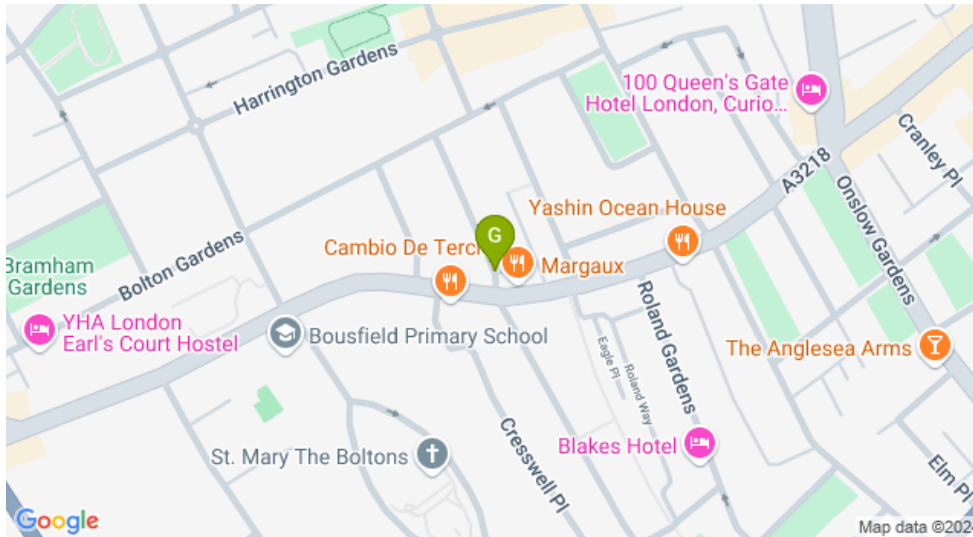 Harrington Gardens
100 Queen's Gate
Hotel London, Curio...
Cranley Pl
A3218
Onslow Gardens
Yashin Ocean House
G
Cambio De Terc
Margaux
Bolton Gardens
Bramham
Gardens
YHA London
Earl's Court Hostel
Bousfield Primary School
Eagle Pl
Roland Way
Roland Gardens
The Anglesea Arms
Cresswell Pl
St. Mary The Boltons
Blakes Hotel
Elm Pl
Google
Map data ©2024